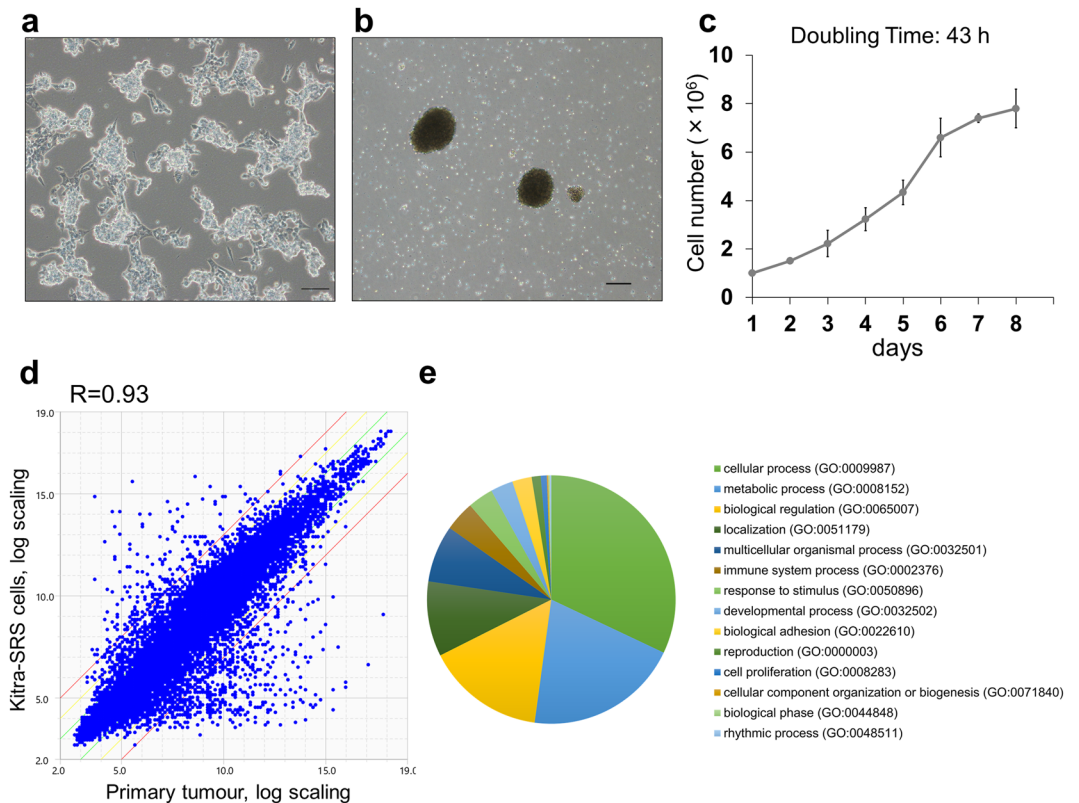 a
b
c
Doubling Time: 43 h
Cell number ( × 10⁶)
10
8
6
4
2
0
1 2 3 4 5 6 7 8
days
d
R=0.93
Kitra-SRS cells, log scaling
19.0
15.0
10.0
5.0
2.0
2.0 5.0 10.0 15.0 19.0
Primary tumour, log scaling
e
cellular process (GO:0009987)
metabolic process (GO:0008152)
biological regulation (GO:0065007)
localization (GO:0051179)
multicellular organismal process (GO:0032501)
immune system process (GO:0002376)
response to stimulus (GO:0050896)
developmental process (GO:0032502)
biological adhesion (GO:0022610)
reproduction (GO:0000003)
cell proliferation (GO:0008283)
cellular component organization or biogenesis (GO:0071840)
biological phase (GO:0044848)
rhythmic process (GO:0048511)